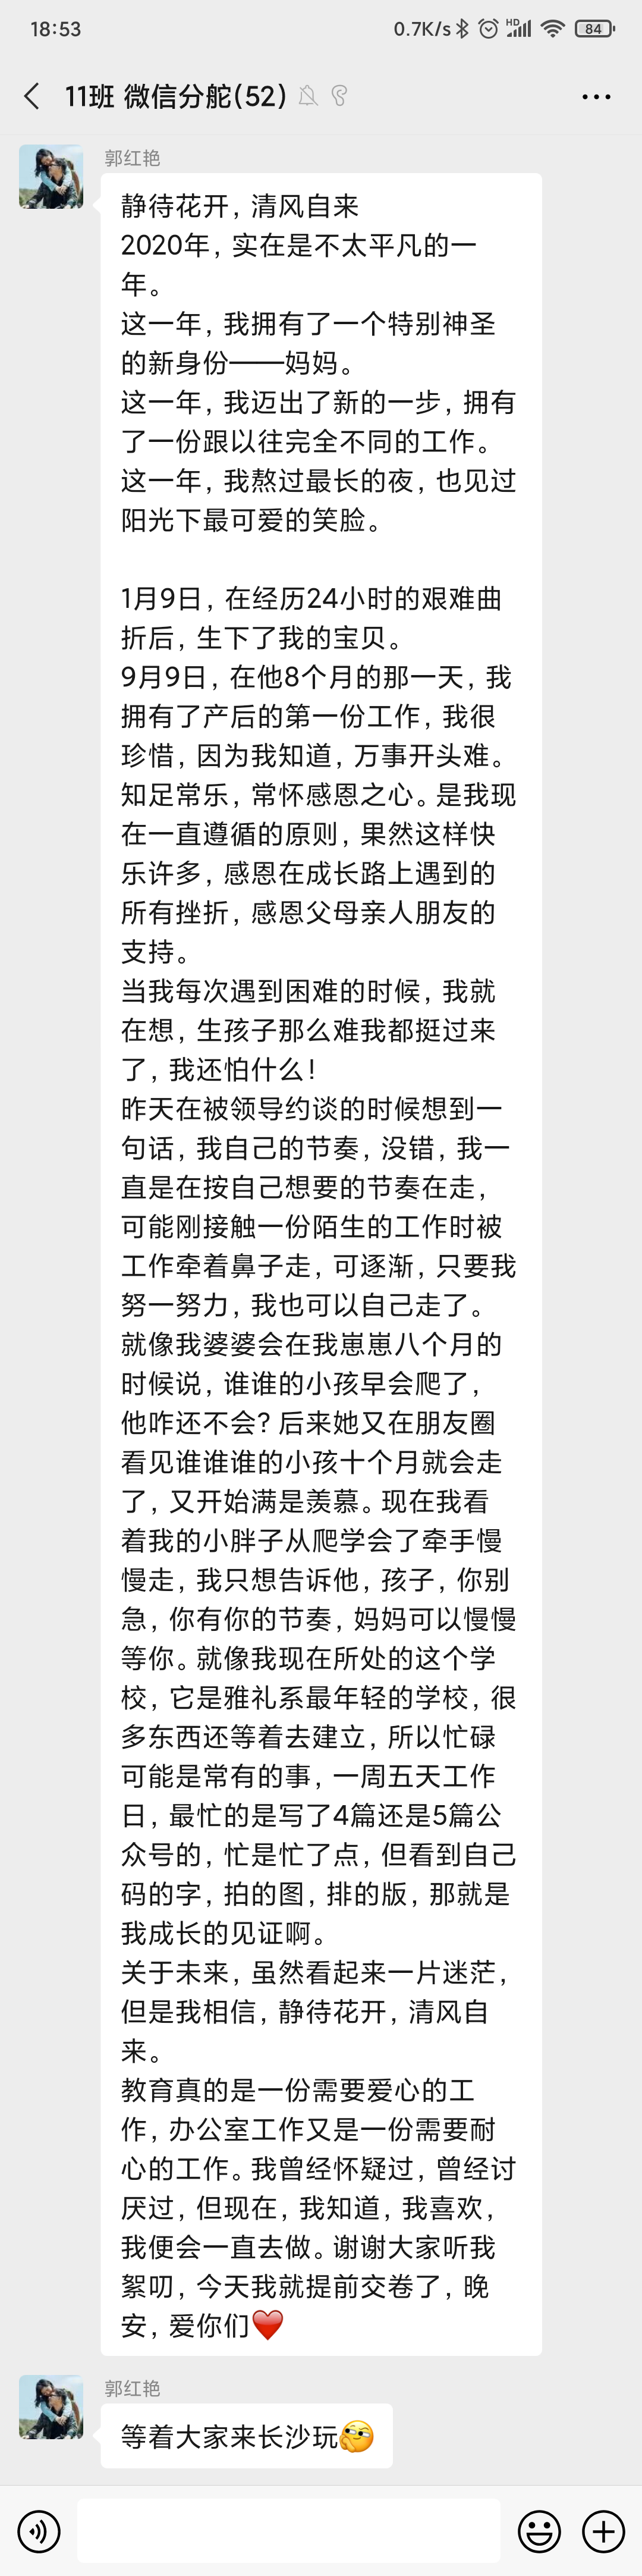 18:53
0.7K/s HD 84
11班 微信分舵(52)
郭红艳
静待花开，清风自来
2020年，实在是不太平凡的一
年。
这一年，我拥有了一个特别神圣
的新身份——妈妈。
这一年，我迈出了新的一步，拥有
了一份跟以往完全不同的工作。
这一年，我熬过最长的夜，也见过
阳光下最可爱的笑脸。
1月9日，在经历24小时的艰难曲
折后，生下了我的宝贝。
9月9日，在他8个月的那一天，我
拥有了产后的第一份工作，我很
珍惜，因为我知道，万事开头难。
知足常乐，常怀感恩之心。是我现
在一直遵循的原则，果然这样快
乐许多，感恩在成长路上遇到的
所有挫折，感恩父母亲人朋友的
支持。
当我每次遇到困难的时候，我就
在想，生孩子那么难我都挺过来
了，我还怕什么！
昨天在被领导约谈的时候想到一
句话，我自己的节奏，没错，我一
直是在按自己想要的节奏在走，
可能刚接触一份陌生的工作时被
工作牵着鼻子走，可逐渐，只要我
努一努力，我也可以自己走了。
就像我婆婆会在我崽崽八个月的
时候说，谁谁的小孩早会爬了，
他咋还不会？后来她又在朋友圈
看见谁谁谁的小孩十个月就会走
了，又开始满是羡慕。现在我看
着我的小胖子从爬学会了牵手慢
慢走，我只想告诉他，孩子，你别
急，你有你的节奏，妈妈可以慢慢
等你。就像我现在所处的这个学
校，它是雅礼系最年轻的学校，很
多东西还等着去建立，所以忙碌
可能是常有的事，一周五天工作
日，最忙的是写了4篇还是5篇公
众号的，忙是忙了点，但看到自己
码的字，拍的图，排的版，那就是
我成长的见证啊。
关于未来，虽然看起来一片迷茫，
但是我相信，静待花开，清风自
来。
教育真的是一份需要爱心的工
作，办公室工作又是一份需要耐
心的工作。我曾经怀疑过，曾经讨
厌过，但现在，我知道，我喜欢，
我便会一直去做。谢谢大家听我
絮叨，今天我就提前交卷了，晚
安，爱你们❤️
郭红艳
等着大家来长沙玩